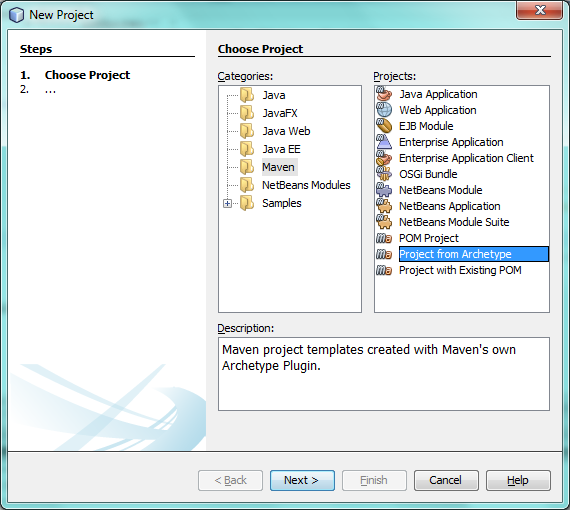 New Project
Steps
1. Choose Project
2. ...
Choose Project
Categories:
Java
JavaFX
Java Web
Java EE
Maven
NetBeans Modules
Samples
Projects:
Java Application
Web Application
EJB Module
Enterprise Application
Enterprise Application Client
OSGi Bundle
NetBeans Module
NetBeans Application
NetBeans Module Suite
POM Project
Project from Archetype
Project with Existing POM
Description:
Maven project templates created with Maven's own
Archetype Plugin.
< Back
Next >
Finish
Cancel
Help